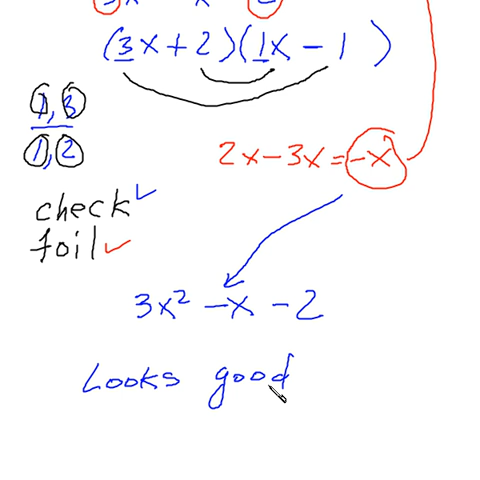 (3x+2)(1x-1)
1,3
1,2
2x-3x=-x
check
foil
3x² -x -2
Looks good